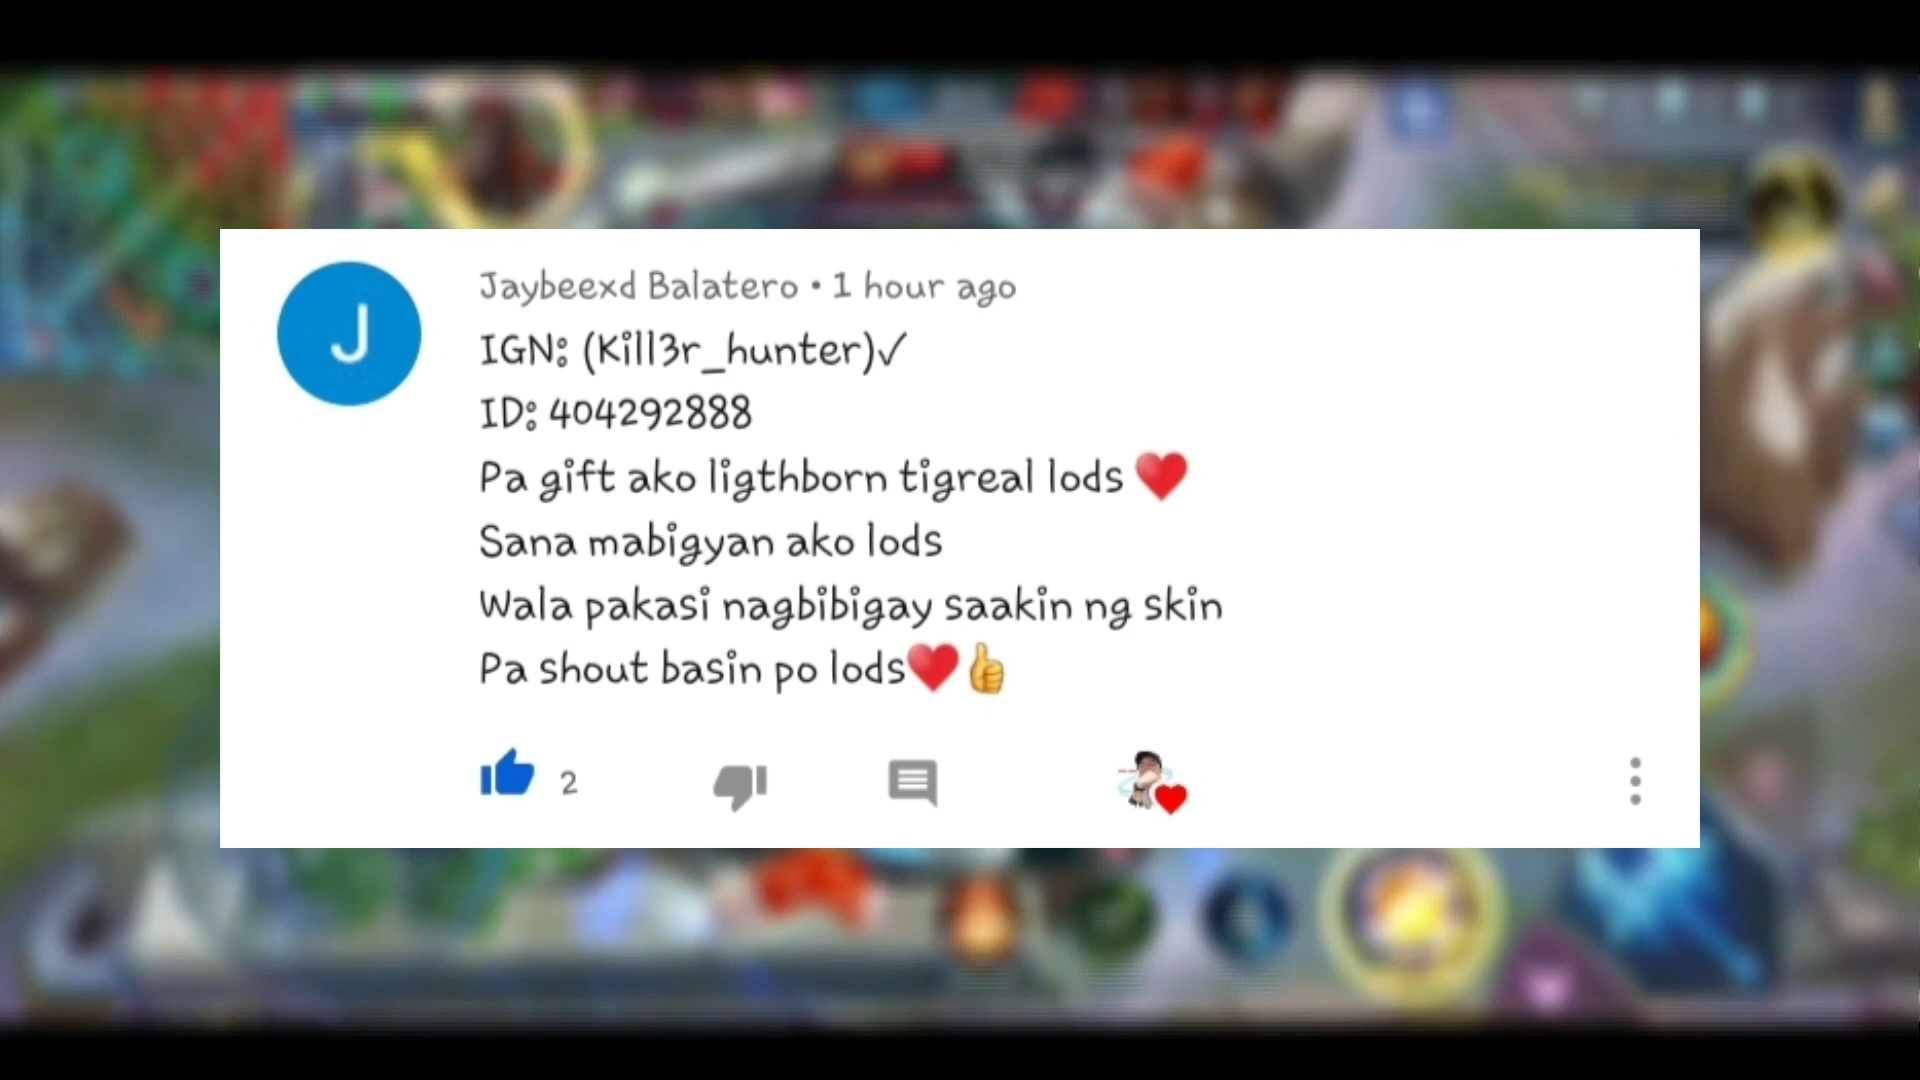 J
Jaybeexd Balatero • 1 hour ago
IGN: (Kill3r_hunter)✓
ID: 404292888
Pa gift ako ligthborn tigreal lods ❤️
Sana mabigyan ako lods
Wala pakasi nagbibigay saakin ng skin
Pa shout basin po lods❤️👍
2